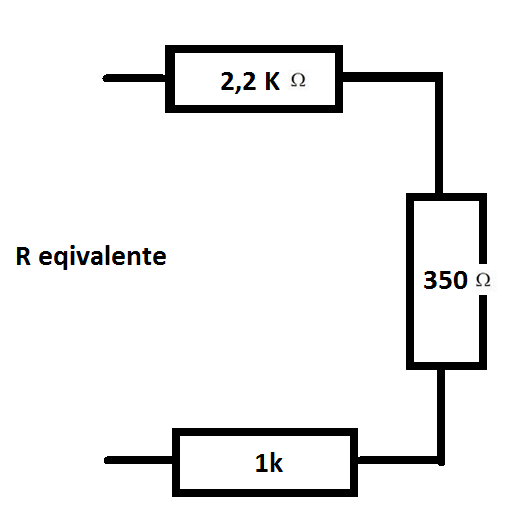 2,2 K Ω
R eqivalente
350 Ω
1k